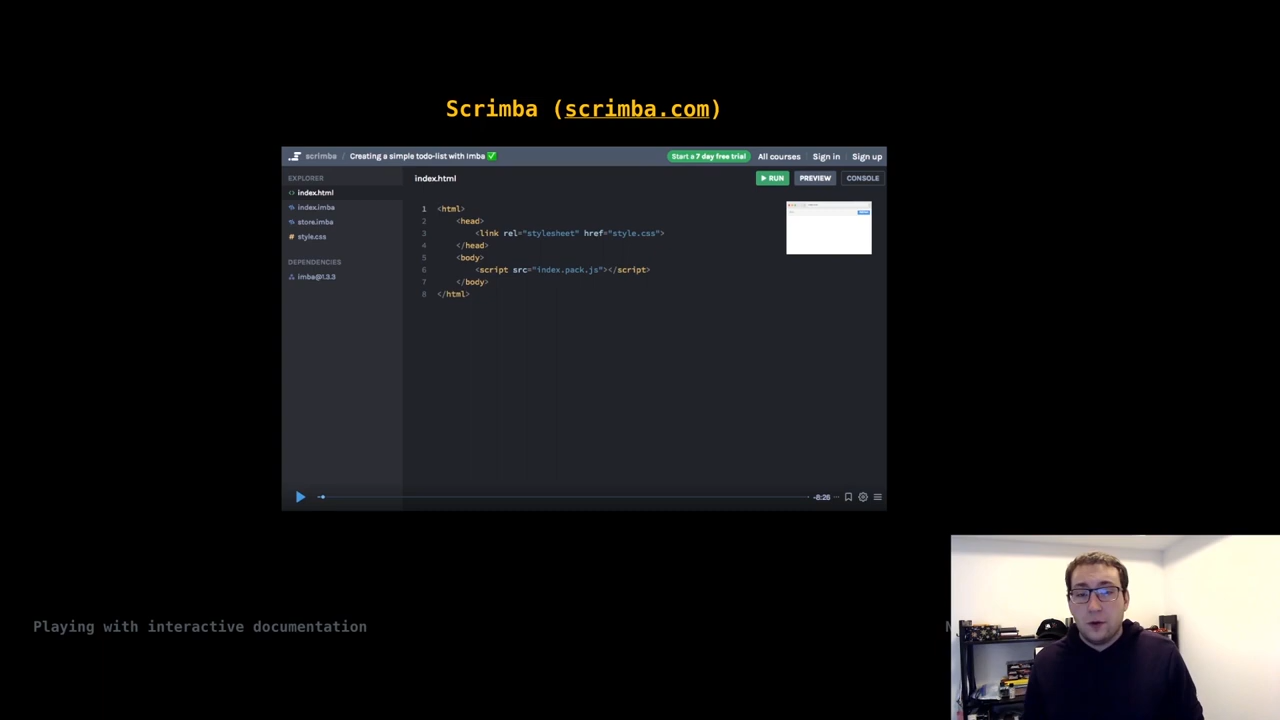 Scrimba (scrimba.com)
scrimba / Creating a simple todo-list with Imba ✅
Start a 7 day free trial
All courses
Sign in
Sign up
EXPLORER
index.html
index.imba
store.imba
style.css
DEPENDENCIES
imba@1.3.3
index.html
RUN
PREVIEW
CONSOLE
1 <html>
2 <head>
3 <link rel="stylesheet" href="style.css">
4 </head>
5 <body>
6 <script src="index.pack.js"></script>
7 </body>
8 </html>
-8:26
Playing with interactive documentation